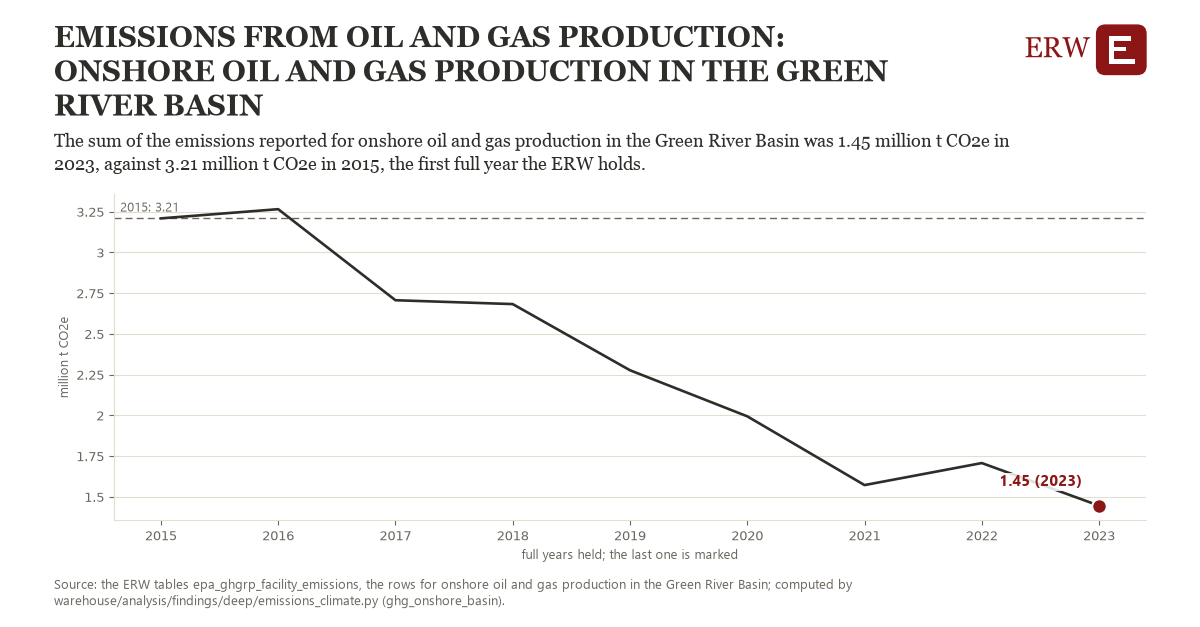 EMISSIONS FROM OIL AND GAS PRODUCTION:
ONSHORE OIL AND GAS PRODUCTION IN THE GREEN
RIVER BASIN
ERW E
The sum of the emissions reported for onshore oil and gas production in the Green River Basin was 1.45 million t CO2e in
2023, against 3.21 million t CO2e in 2015, the first full year the ERW holds.
2015: 3.21
3.25
3
2.75
2.5
2.25
2
1.75
1.5
million t CO2e
1.45 (2023)
2015 2016 2017 2018 2019 2020 2021 2022 2023
full years held; the last one is marked
Source: the ERW tables epa_ghgrp_facility_emissions, the rows for onshore oil and gas production in the Green River Basin; computed by
warehouse/analysis/findings/deep/emissions_climate.py (ghg_onshore_basin).